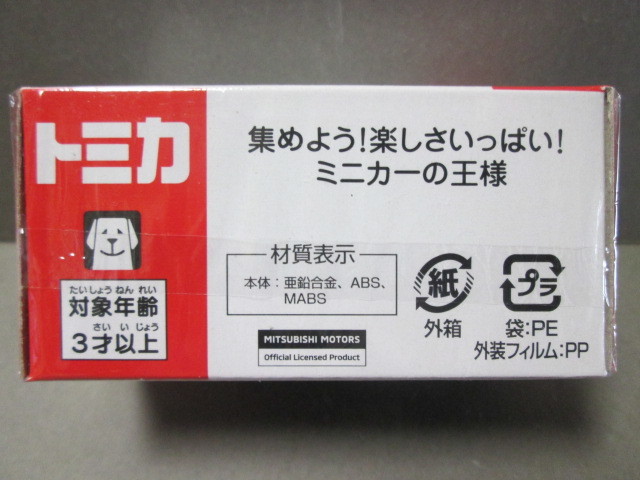 トミカ
集めよう!楽しさいっぱい!
ミニカーの王様
たいしょうねんれい
対象年齢
さいいじょう
3才以上
材質表示
本体:亜鉛合金、ABS、
MABS
MITSUBISHI MOTORS
Official Licensed Product
紙
外箱
プラ
袋:PE
外装フィルム:PP